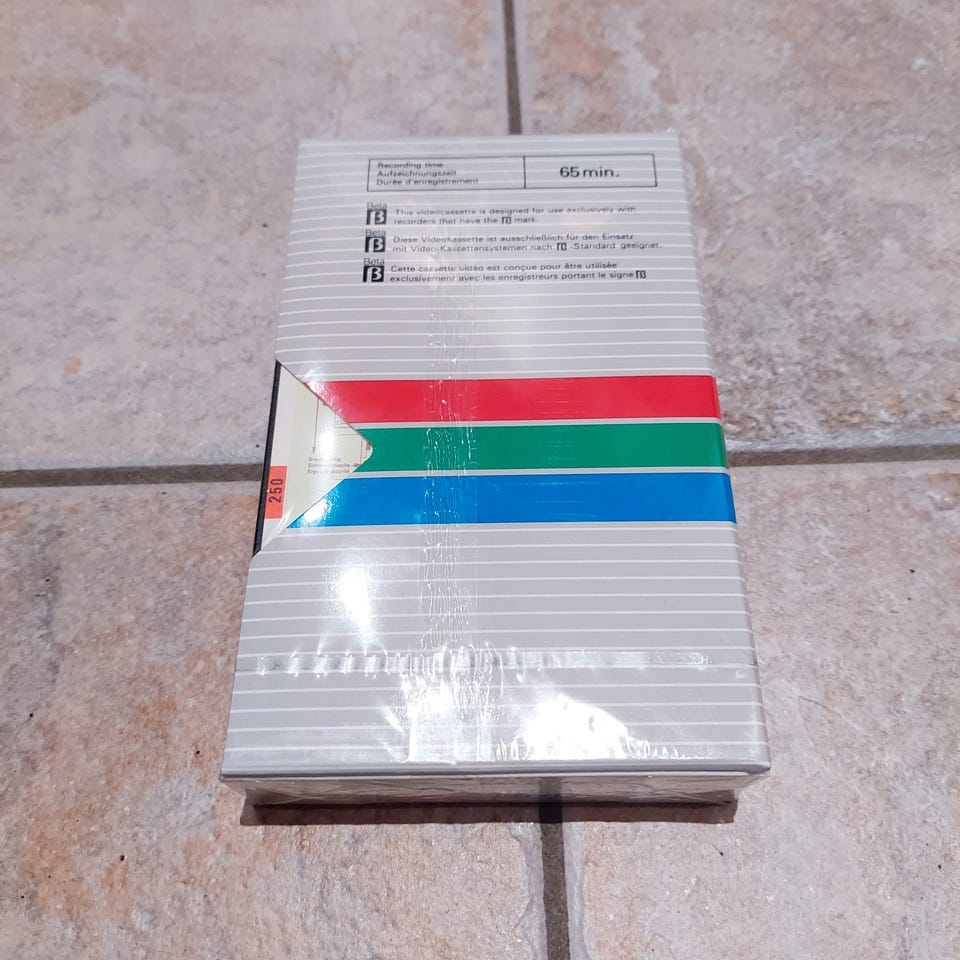 Recording time
Aufzeichnungszeit
Durée d'enregistrement
65 min.
Beta
β This videocassette is designed for use exclusively with
recorders that have the β mark.
Beta
β Diese Videokassette ist ausschließlich für den Einsatz
mit Video-Kassettensystemen nach β-Standard geeignet.
Beta
β Cette cassette vidéo est conçue pour être utilisée
exclusivement avec les enregistreurs portant le signe β
250